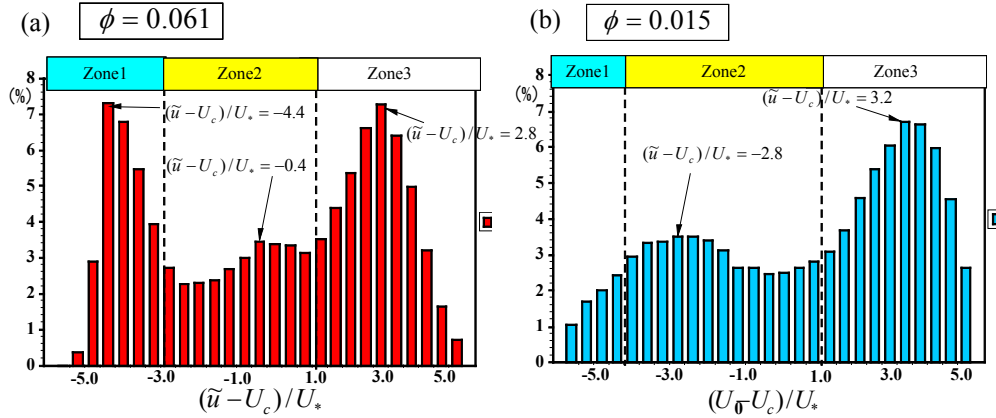 (a) ϕ = 0.061
Zone1 Zone2 Zone3
8
(%)
7
6
5
4
3
2
1
0
(ũ −U_c)/U_* = −4.4
(ũ −U_c)/U_* = −0.4
(ũ −U_c)/U_* = 2.8
-5.0 -3.0 -1.0 1.0 3.0 5.0
(ũ −U_c)/U_*
(b) ϕ = 0.015
Zone1 Zone2 Zone3
8
(%)
7
6
5
4
3
2
1
0
(ũ −U_c)/U_* = 3.2
(ũ −U_c)/U_* = −2.8
-5.0 -3.0 -1.0 1.0 3.0 5.0
(U_0−U_c)/U_*